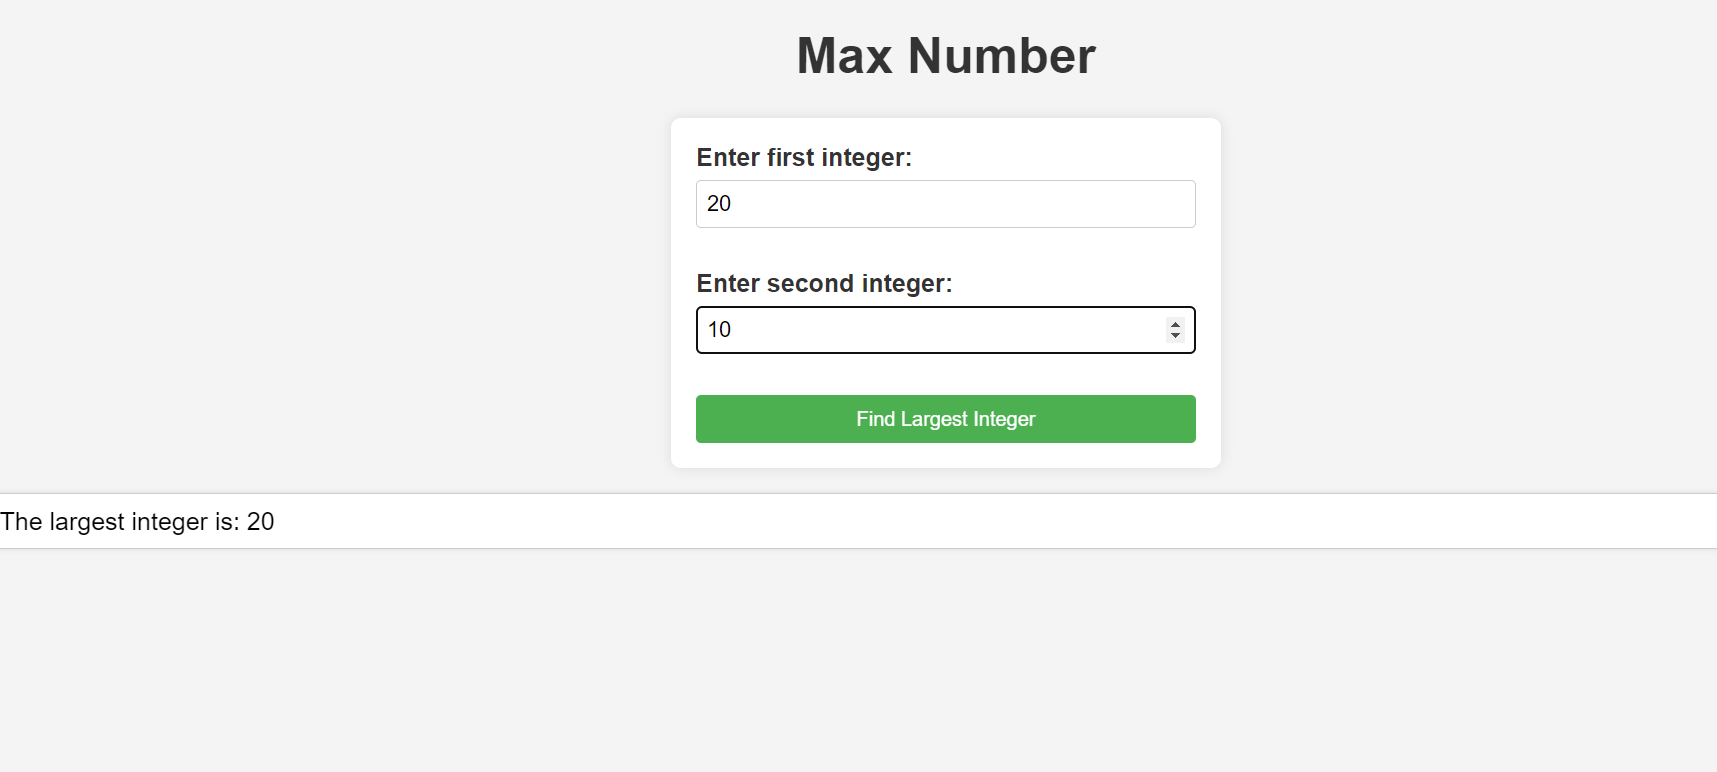 Max Number
Enter first integer:
20
Enter second integer:
10
Find Largest Integer
The largest integer is: 20